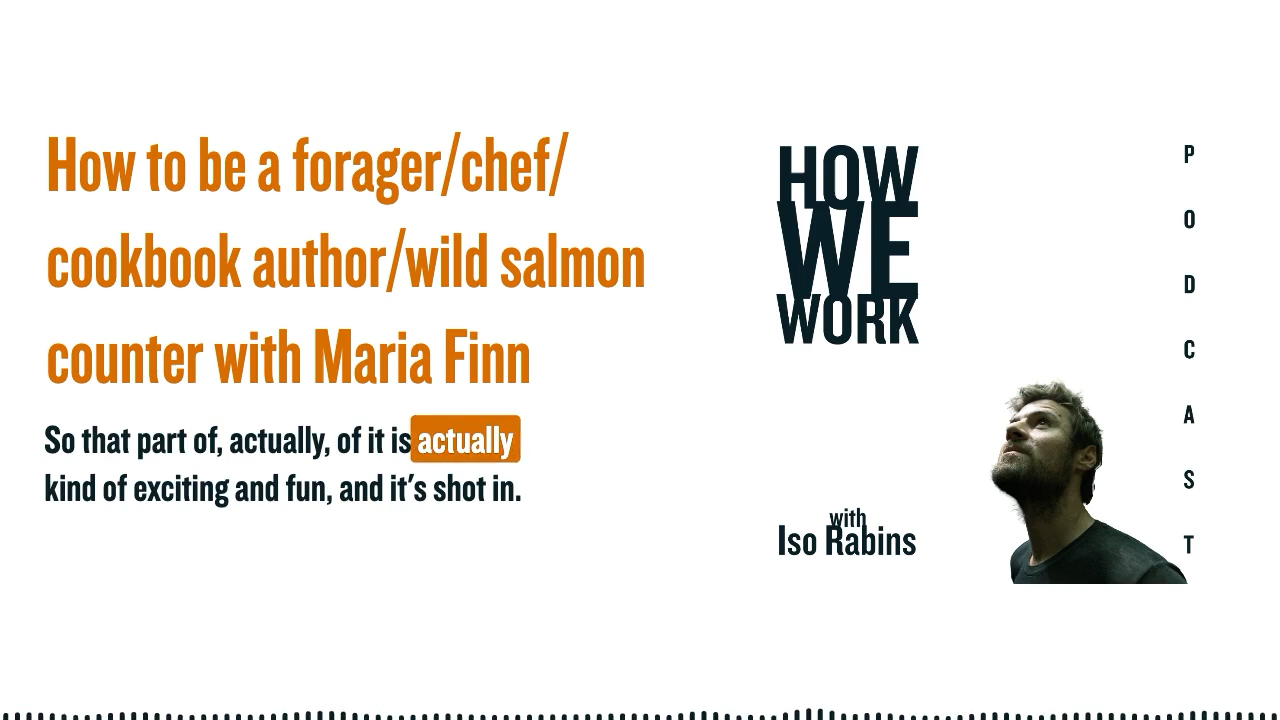 How to be a forager/chef/
cookbook author/wild salmon
counter with Maria Finn
So that part of, actually, of it is actually
kind of exciting and fun, and it's shot in.
HOW
WE
WORK
with
Iso Rabins
PODCAST